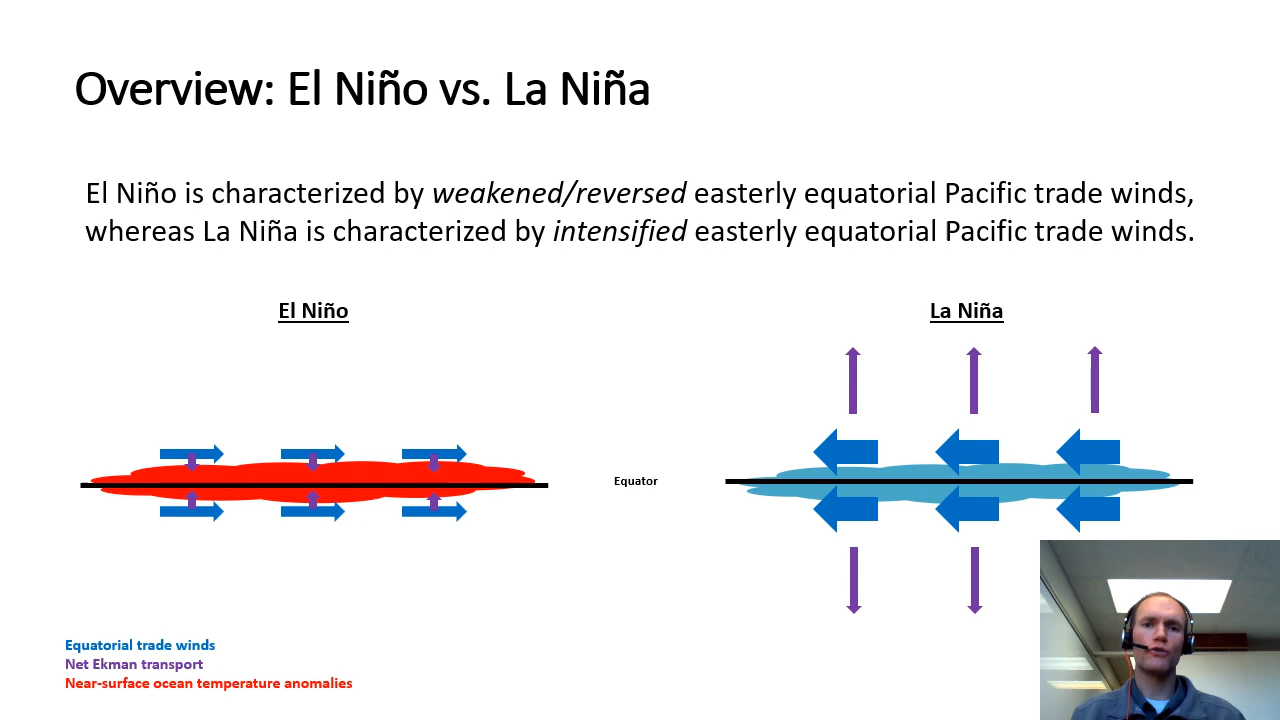 Overview: El Niño vs. La Niña
El Niño is characterized by weakened/reversed easterly equatorial Pacific trade winds,
whereas La Niña is characterized by intensified easterly equatorial Pacific trade winds.
El Niño
La Niña
Equator
Equatorial trade winds
Net Ekman transport
Near-surface ocean temperature anomalies